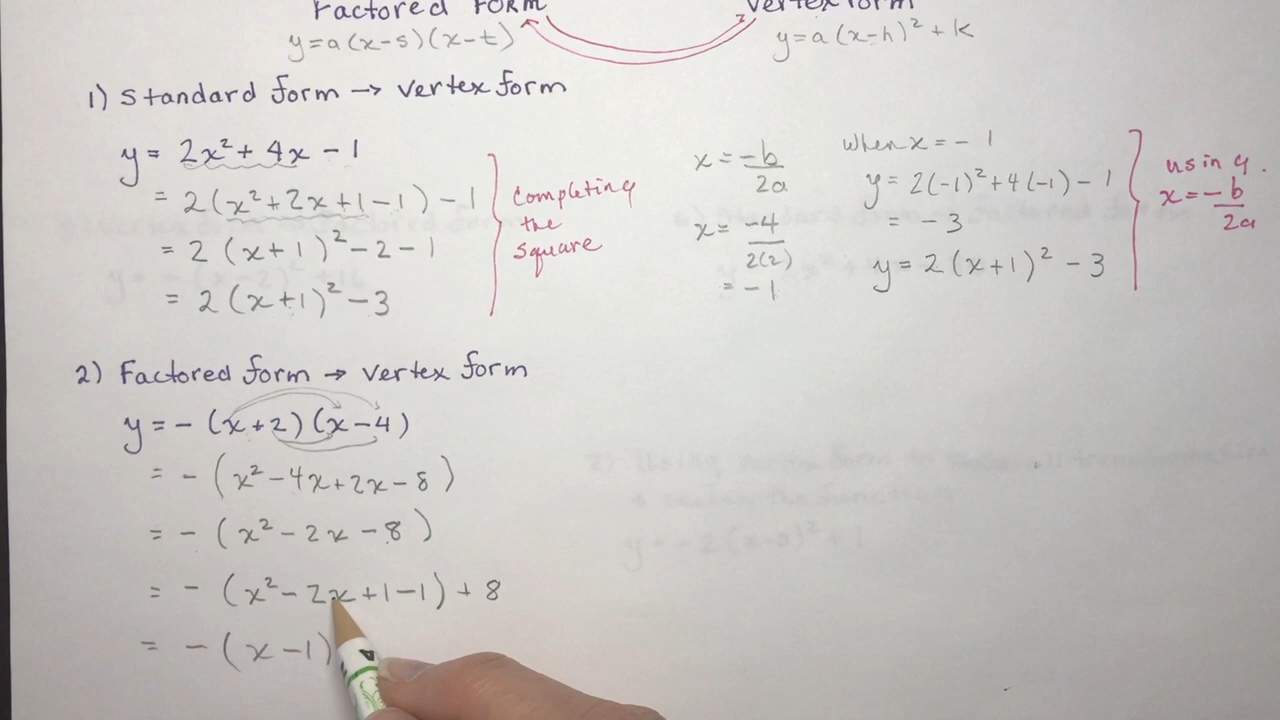 Factored Form
vertex form
y=a(x-s)(x-t)
y=a(x-h)²+k
1) Standard form → vertex form
y = 2x²+4x-1
= 2(x²+2x+1-1)-1
= 2(x+1)²-2-1
= 2(x+1)²-3
completing
the
square
x = -b/2a
x = -4/2(2)
= -1
when x = -1
y = 2(-1)²+4(-1)-1
= -3
y = 2(x+1)²-3
using
x = -b/2a
2) Factored form → vertex form
y = -(x+2)(x-4)
= -(x²-4x+2x-8)
= -(x²-2x-8)
= -(x²-2x+1-1)+8
= -(x-1)